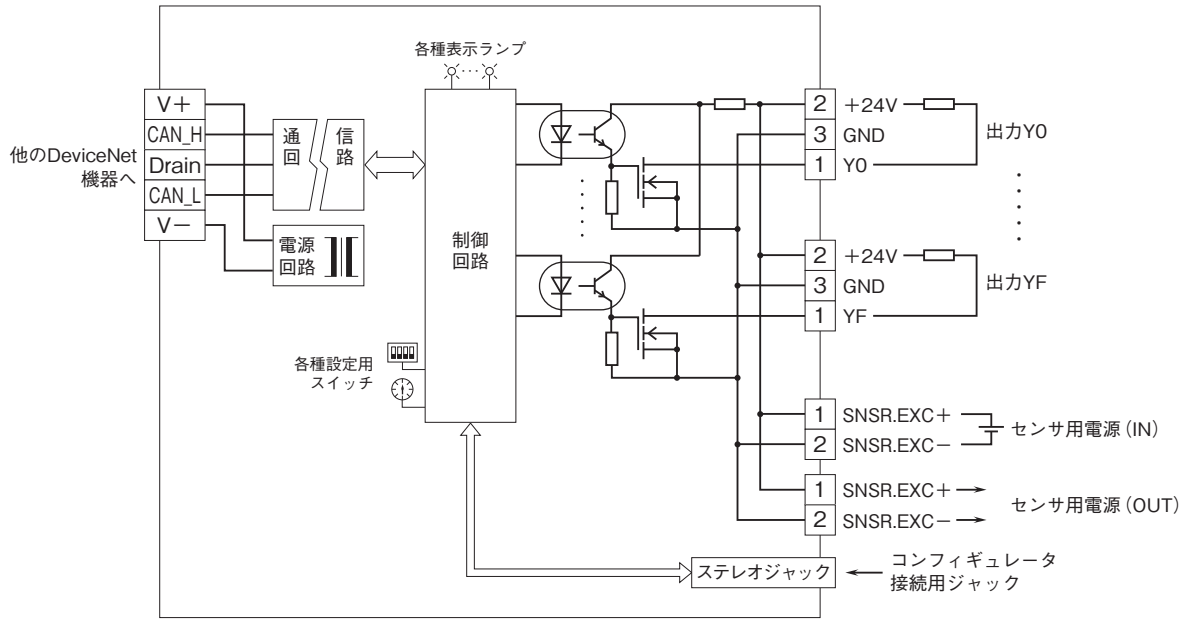 各種表示ランプ
他のDeviceNet
機器へ
V+
CAN_H
Drain
CAN_L
V−
通信
回路
電源
回路
制御
回路
各種設定用
スイッチ
2 +24V
3 GND
1 Y0
出力Y0
2 +24V
3 GND
1 YF
出力YF
1 SNSR.EXC+
2 SNSR.EXC−
センサ用電源(IN)
1 SNSR.EXC+
2 SNSR.EXC−
センサ用電源(OUT)
ステレオジャック
コンフィギュレータ
接続用ジャック